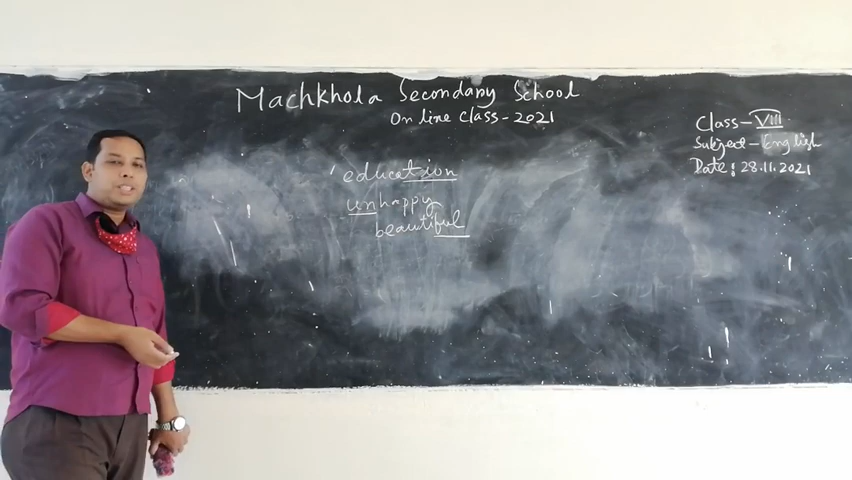 Machkhola Secondary School
On line class - 2021
Class - VIII
Subject - English
Date : 28.11.2021
education
unhappy
beautiful